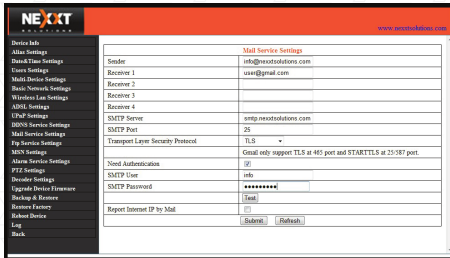 NEXXT
SOLUTIONS
www.nexxtsolutions.com
Device Info
Alias Settings
Date&Time Settings
Users Settings
Multi-Device Settings
Basic Network Settings
Wireless Lan Settings
ADSL Settings
UPnP Settings
DDNS Service Settings
Mail Service Settings
Ftp Service Settings
MSN Settings
Alarm Service Settings
PTZ Settings
Decoder Settings
Upgrade Device Firmware
Backup & Restore
Restore Factory
Reboot Device
Log
Back
Mail Service Settings
Sender info@nexxtsolutions.com
Receiver 1 user@gmail.com
Receiver 2
Receiver 3
Receiver 4
SMTP Server smtp.nexxtsolutions.com
SMTP Port 25
Transport Layer Security Protocol TLS
Gmail only support TLS at 465 port and STARTTLS at 25/587 port.
Need Authentication
SMTP User info
SMTP Password •••••••••
Test
Report Internet IP by Mail
Submit Refresh